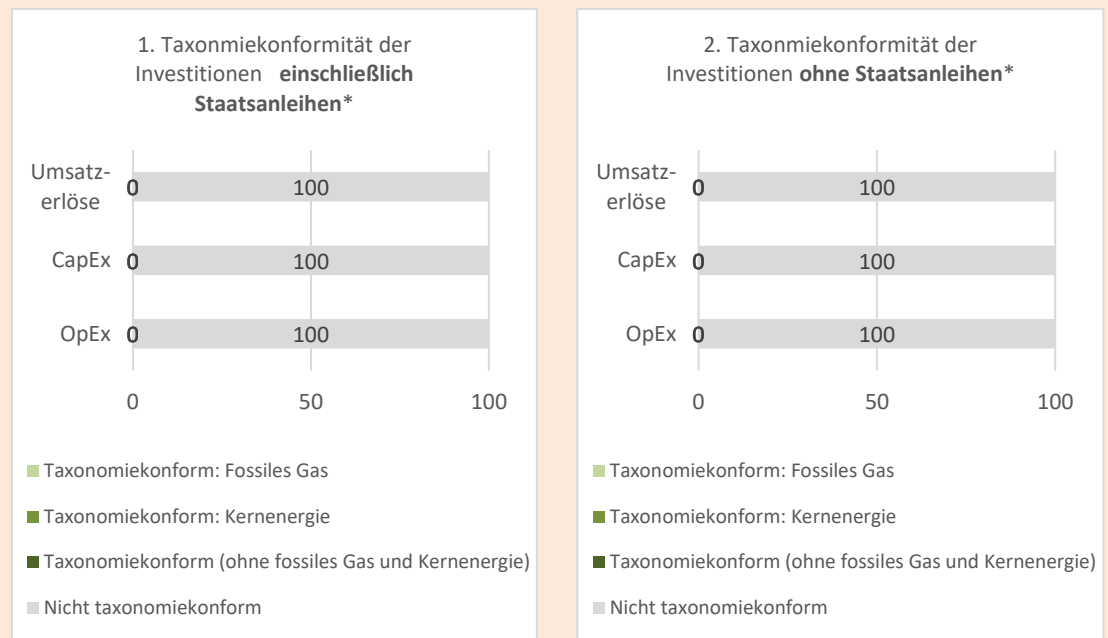 1. Taxonmiekonformität der
Investitionen einschließlich
Staatsanleihen*
Umsatz-
erlöse
0
100
CapEx
0
100
OpEx
0
100
0
50
100
Taxonomiekonform: Fossiles Gas
Taxonomiekonform: Kernenergie
Taxonomiekonform (ohne fossiles Gas und Kernenergie)
Nicht taxonomiekonform
2. Taxonmiekonformität der
Investitionen ohne Staatsanleihen*
Umsatz-
erlöse
0
100
CapEx
0
100
OpEx
0
100
0
50
100
Taxonomiekonform: Fossiles Gas
Taxonomiekonform: Kernenergie
Taxonomiekonform (ohne fossiles Gas und Kernenergie)
Nicht taxonomiekonform